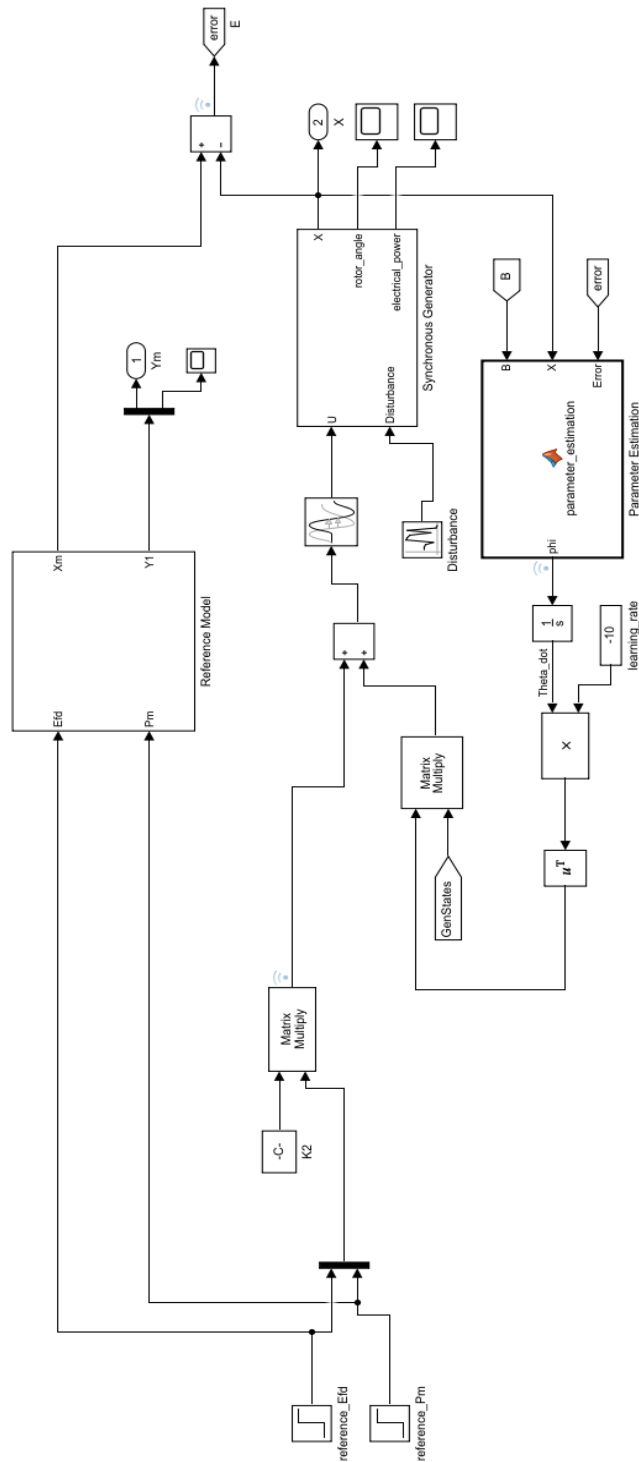 reference_Efd
reference_Pm
-C-
K2
Matrix
Multiply
Efd
Pm
Xm
Y1
Reference Model
1
Ym
+
-
error
E
+
+
U
Disturbance
X
rotor_angle
electrical_power
Synchronous Generator
2
X
Disturbance
GenStates
Matrix
Multiply
B
error
B
X
Error
phi
parameter_estimation
Parameter Estimation
1
s
Theta_dot
-10
learning_rate
×
uT